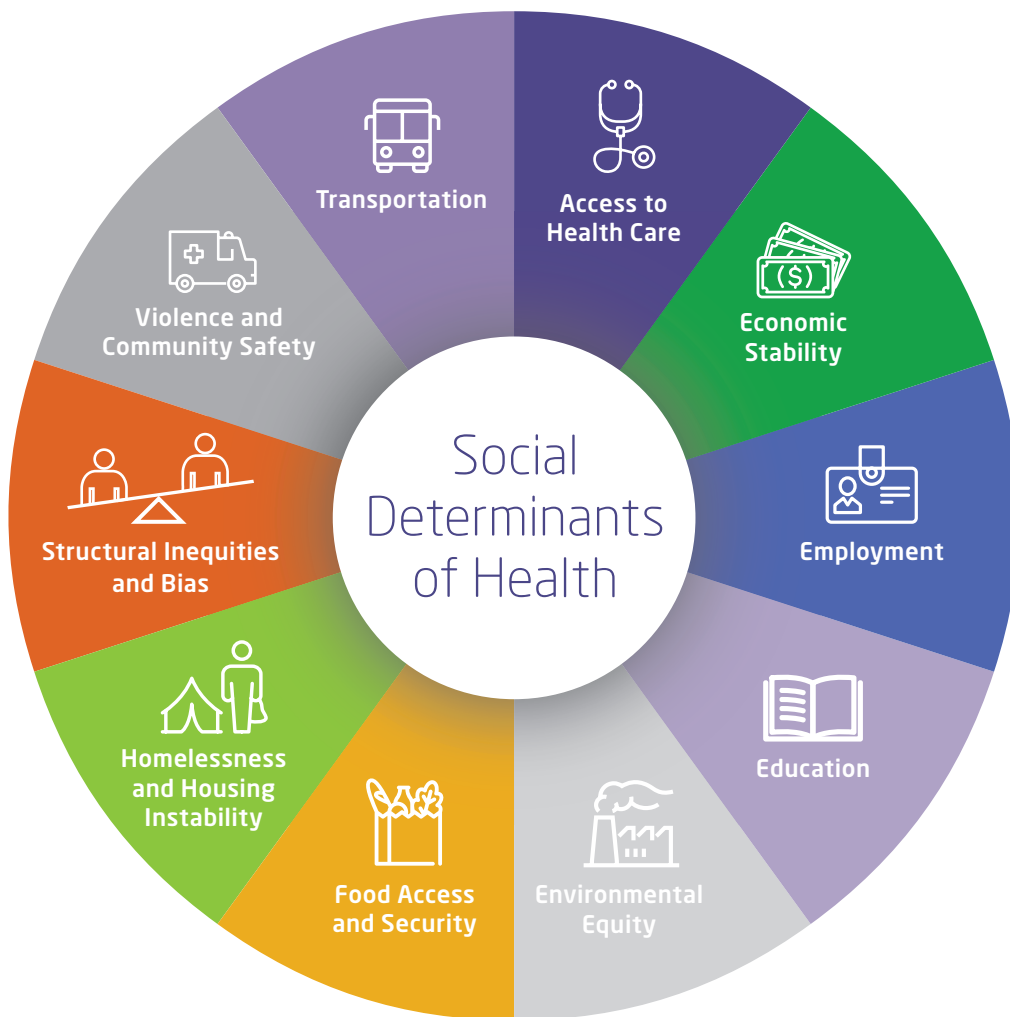 Social
Determinants
of Health
Access to
Health Care
($)
Economic
Stability
Employment
Education
Environmental
Equity
Food Access
and Security
Homelessness
and Housing
Instability
Structural Inequities
and Bias
Violence and
Community Safety
Transportation